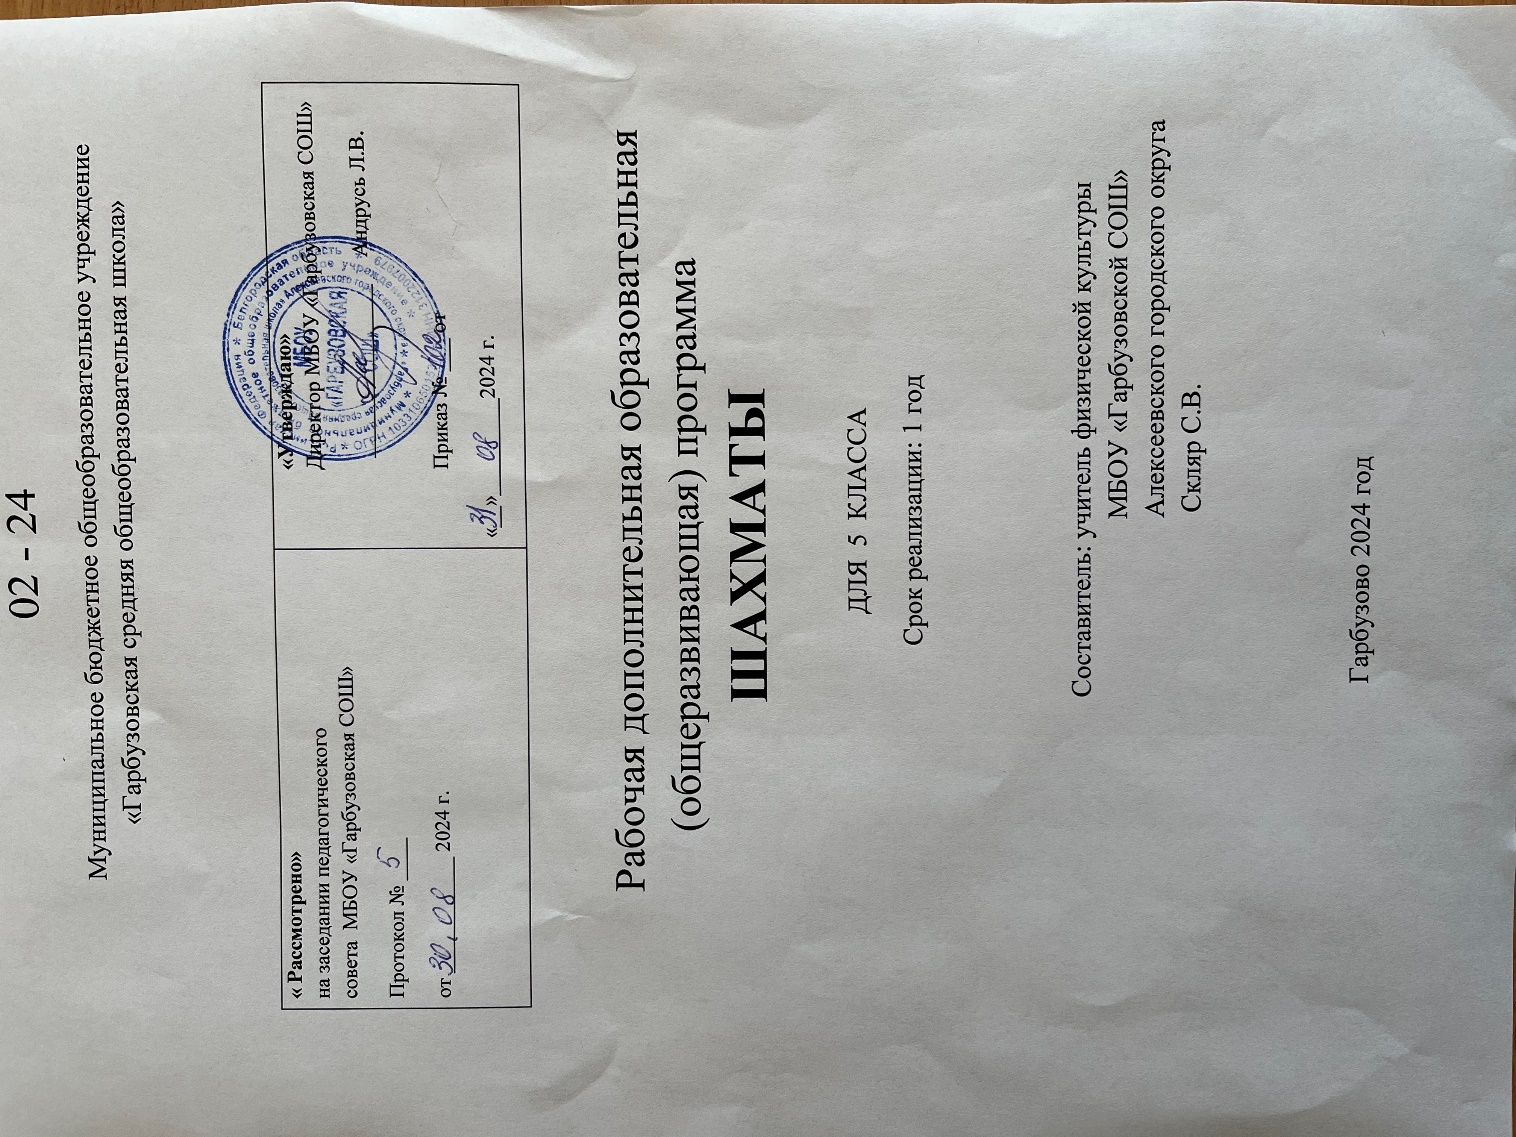 02 - 24
Муниципальное бюджетное общеобразовательное учреждение
«Гарбузовская средняя общеобразовательная школа»
« Рассмотрено»
на заседании педагогического
совета МБОУ «Гарбузовская СОШ»
Протокол № 5
от 30.08 2024 г.
«Утверждаю»
Директор МБОУ «Гарбузовская СОШ»
Андрусь Л.В.
Приказ № от
«31» 08 2024 г.
МБОУ
«ГАРБУЗОВСКАЯ
СОШ»
Рабочая дополнительная образовательная
(общеразвивающая) программа
ШАХМАТЫ
ДЛЯ 5 КЛАССА
Срок реализации: 1 год
Составитель: учитель физической культуры
МБОУ «Гарбузовской СОШ»
Алексеевского городского округа
Скляр С.В.
Гарбузово 2024 год